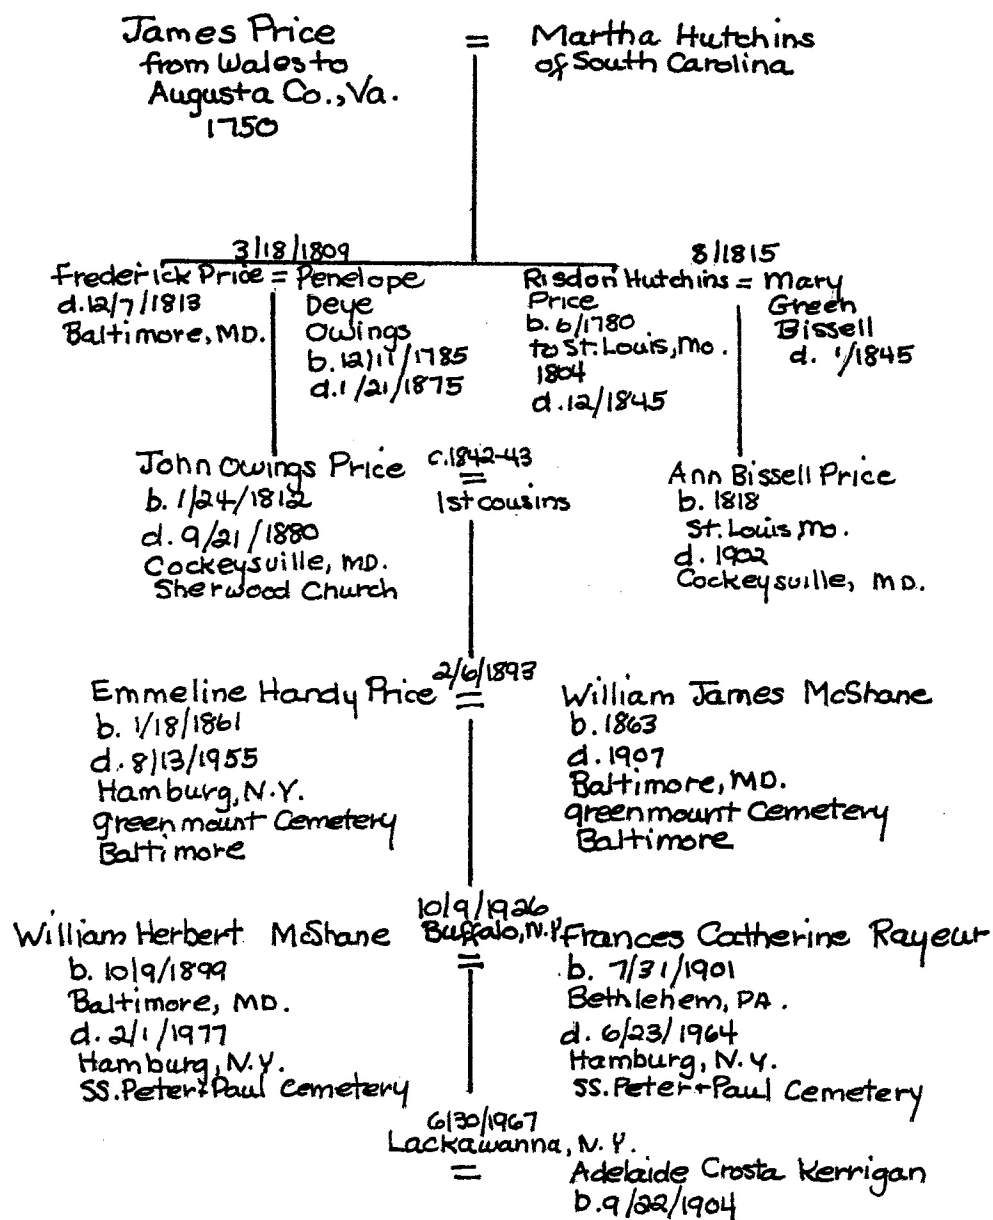 James Price = Martha Hutchins
from Wales to of South Carolina
Augusta Co., Va.
1750
3/18/1809
Frederick Price = Penelope
d. 12/7/1813 Deye
Baltimore, MD. Owings
b. 12/17/1785
d. 1/21/1875
8/1815
Risdon Hutchins = Mary
Price Green
b. 6/1780 Bissell
to St. Louis, Mo. d. 1/1845
1804
d. 12/1845
John Owings Price
b. 1/24/1812
d. 9/21/1880
Cockeysville, MD.
Sherwood Church
c. 1842-43
=
1st cousins
Ann Bissell Price
b. 1818
St. Louis, Mo.
d. 1902
Cockeysville, MD.
2/6/1893
=
Emmeline Handy Price
b. 1/18/1861
d. 8/13/1955
Hamburg, N.Y.
greenmount Cemetery
Baltimore
William James McShane
b. 1863
d. 1907
Baltimore, MD.
greenmount Cemetery
Baltimore
10/9/1926
Buffalo, N.Y.
=
William Herbert McShane
b. 10/9/1899
Baltimore, MD.
d. 2/1/1977
Hamburg, N.Y.
SS. Peter + Paul Cemetery
Frances Catherine Rayeur
b. 7/31/1901
Bethlehem, PA.
d. 6/23/1964
Hamburg, N.Y.
SS. Peter + Paul Cemetery
6/30/1967
Lackawanna, N.Y.
=
Adelaide Crosta Kerrigan
b. 9/22/1904